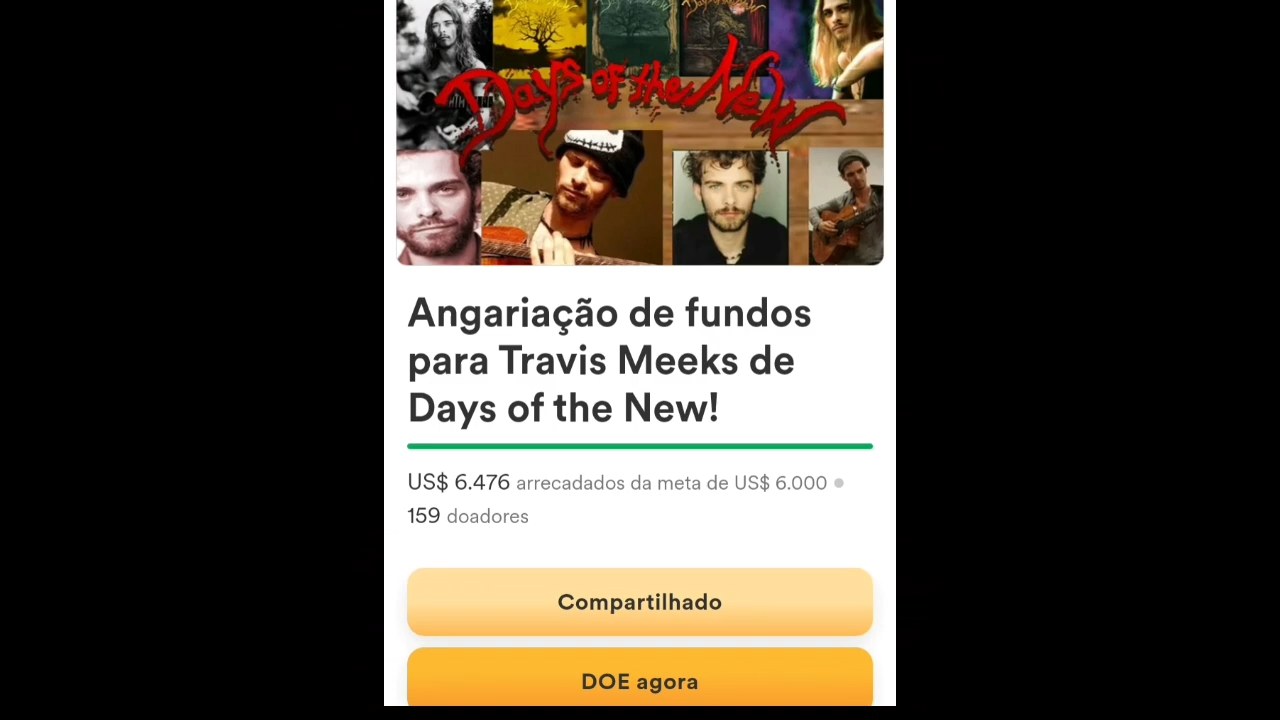 Days of the New
Angariação de fundos
para Travis Meeks de
Days of the New!
US$ 6.476 arrecadados da meta de US$ 6.000
159 doadores
Compartilhado
DOE agora